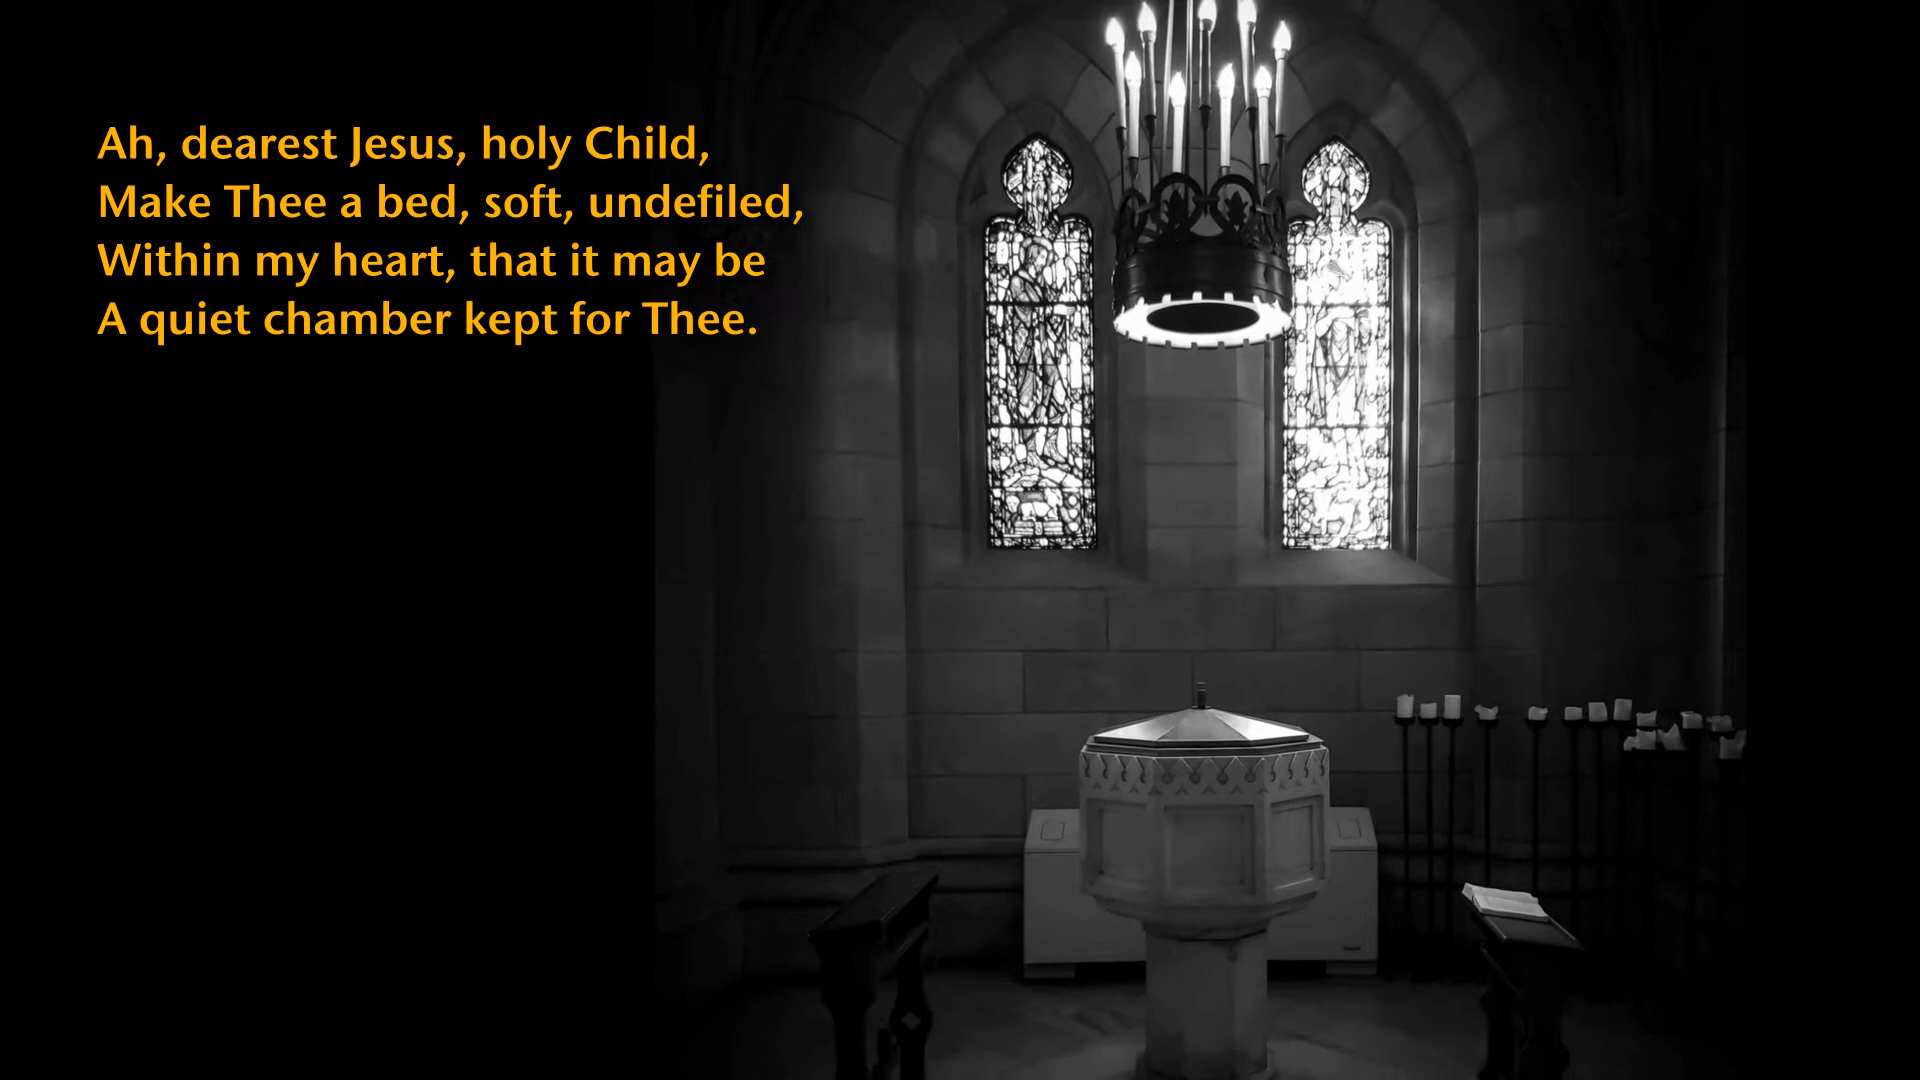 Ah, dearest Jesus, holy Child,
Make Thee a bed, soft, undefiled,
Within my heart, that it may be
A quiet chamber kept for Thee.